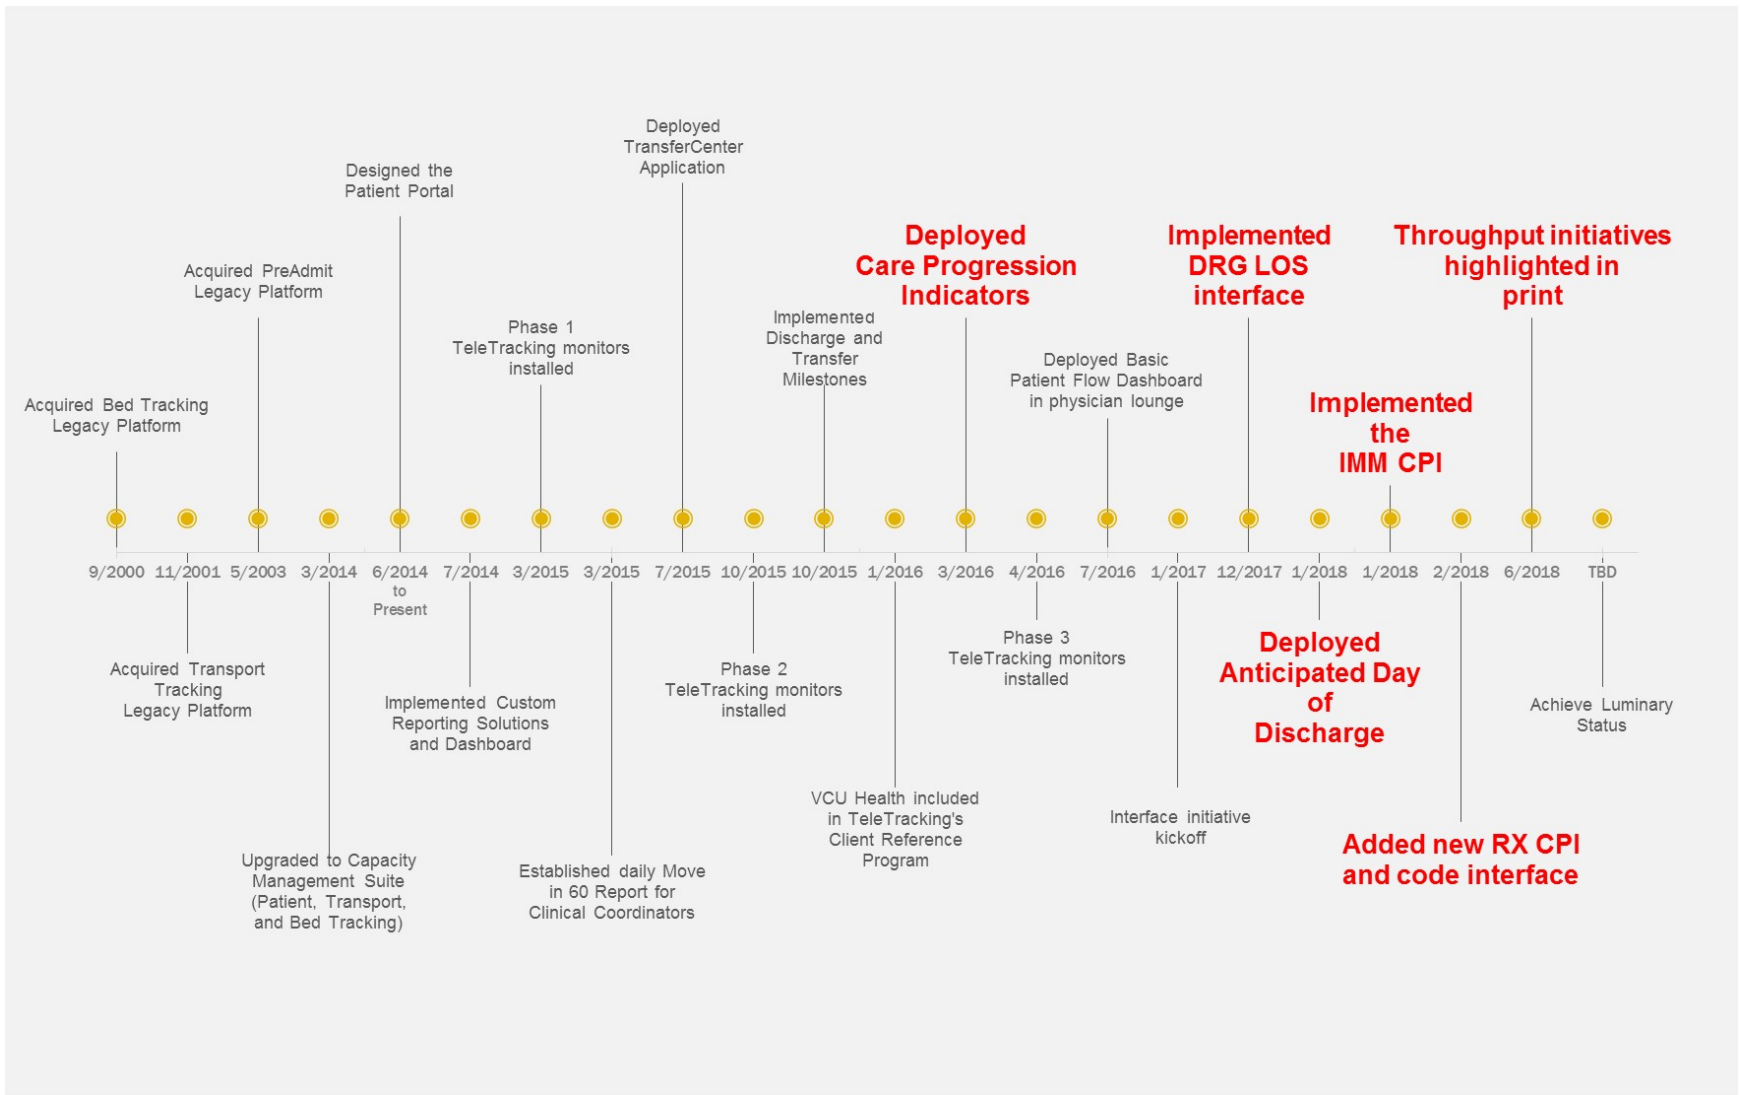 Deployed
TransferCenter
Application
Designed the
Patient Portal
Deployed
Care Progression
Indicators
Implemented
DRG LOS
interface
Throughput initiatives
highlighted in
print
Acquired PreAdmit
Legacy Platform
Phase 1
TeleTracking monitors
installed
Implemented
Discharge and
Transfer
Milestones
Deployed Basic
Patient Flow Dashboard
in physician lounge
Acquired Bed Tracking
Legacy Platform
Implemented
the
IMM CPI
9/2000 11/2001 5/2003 3/2014 6/2014 7/2014 3/2015 3/2015 7/2015 10/2015 10/2015 1/2016 3/2016 4/2016 7/2016 1/2017 12/2017 1/2018 1/2018 2/2018 6/2018 TBD
to
Present
Acquired Transport
Tracking
Legacy Platform
Phase 2
TeleTracking monitors
installed
Phase 3
TeleTracking monitors
installed
Deployed
Anticipated Day
of
Discharge
Implemented Custom
Reporting Solutions
and Dashboard
Achieve Luminary
Status
VCU Health included
in TeleTracking's
Client Reference
Program
Interface initiative
kickoff
Added new RX CPI
and code interface
Upgraded to Capacity
Management Suite
(Patient, Transport,
and Bed Tracking)
Established daily Move
in 60 Report for
Clinical Coordinators